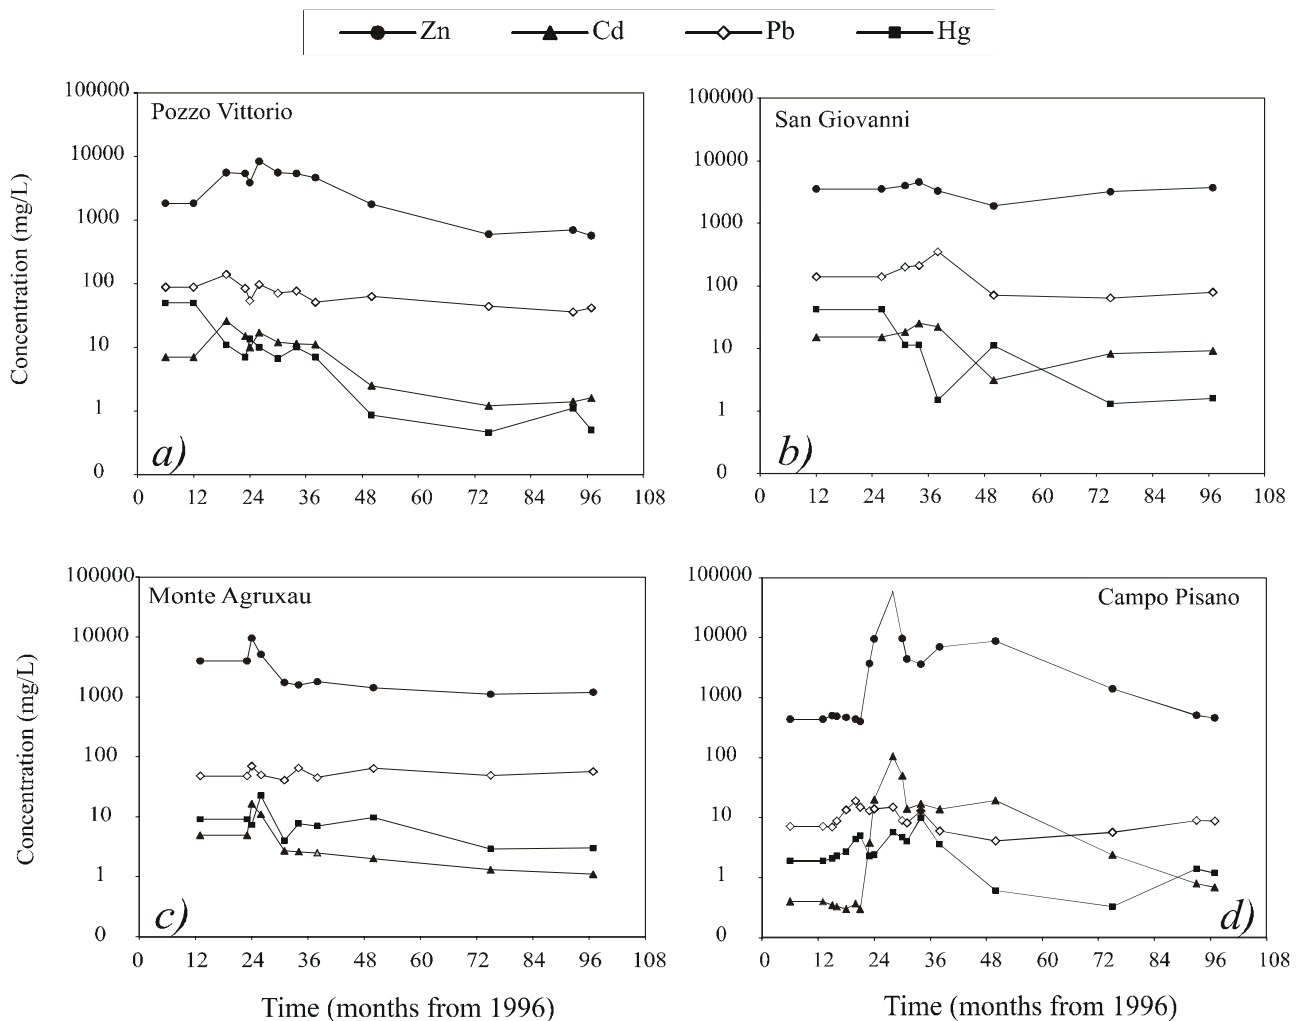 Zn Cd Pb Hg
Pozzo Vittorio
100000
10000
1000
100
10
1
0
a)
0 12 24 36 48 60 72 84 96 108
Concentration (mg/L)
San Giovanni
100000
10000
1000
100
10
1
0
b)
0 12 24 36 48 60 72 84 96 108
Monte Agruxau
100000
10000
1000
100
10
1
0
c)
0 12 24 36 48 60 72 84 96 108
Concentration (mg/L)
Time (months from 1996)
Campo Pisano
100000
10000
1000
100
10
1
0
d)
0 12 24 36 48 60 72 84 96 108
Time (months from 1996)